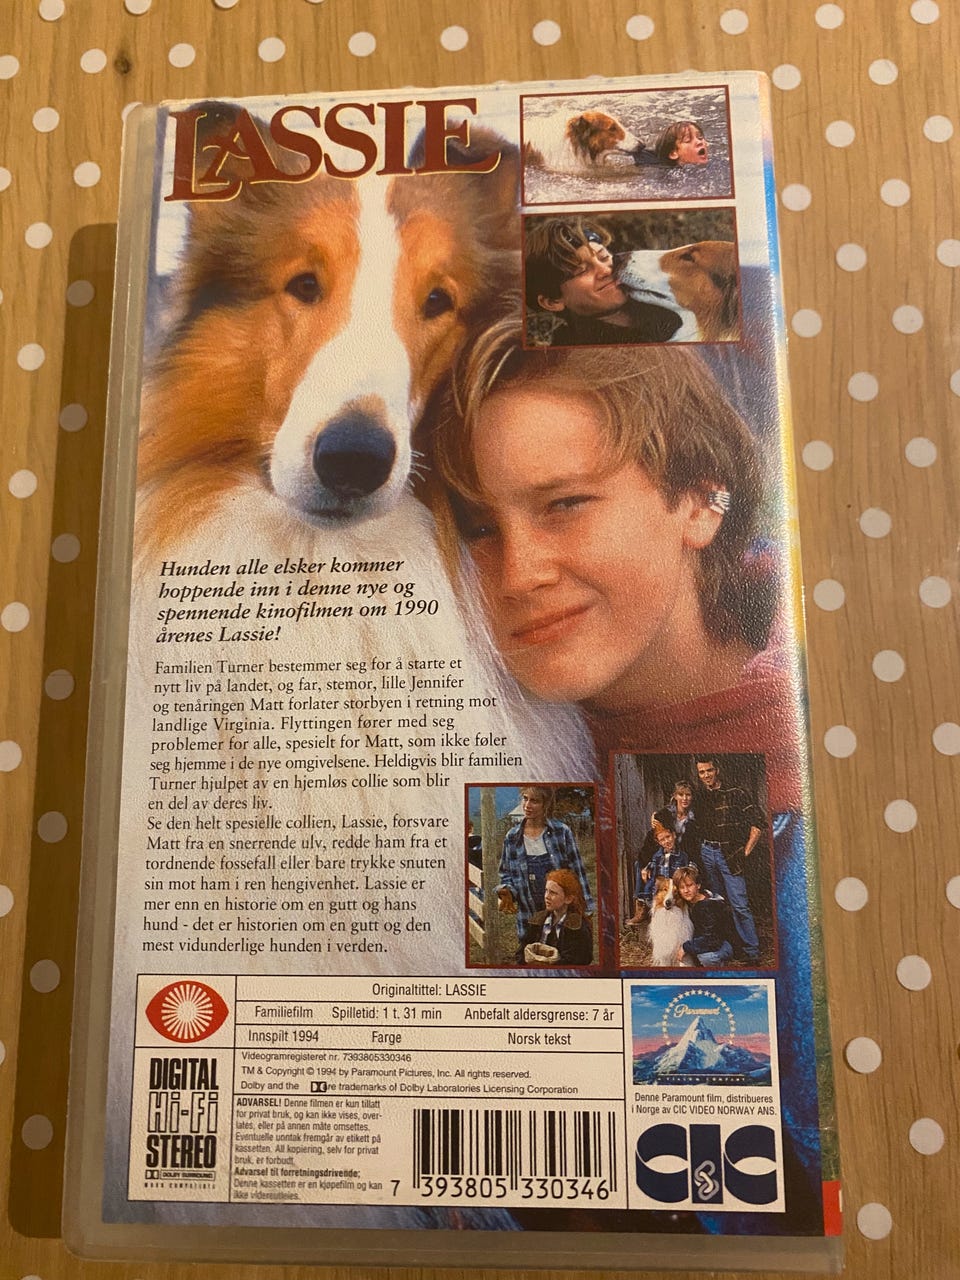 LASSIE
Hunden alle elsker kommer
hoppende inn i denne nye og
spennende kinofilmen om 1990
årenes Lassie!
Familien Turner bestemmer seg for å starte et
nytt liv på landet, og far, stemor, lille Jennifer
og tenåringen Matt forlater storbyen i retning mot
landlige Virginia. Flyttingen fører med seg
problemer for alle, spesielt for Matt, som ikke føler
seg hjemme i de nye omgivelsene. Heldigvis blir familien
Turner hjulpet av en hjemløs collie som blir
en del av deres liv.
Se den helt spesielle collien, Lassie, forsvare
Matt fra en snerrende ulv, redde ham fra et
tordnende fossefall eller bare trykke snuten
sin mot ham i ren hengivenhet. Lassie er
mer enn en historie om en gutt og hans
hund - det er historien om en gutt og den
mest vidunderlige hunden i verden.
Originaltittel: LASSIE
Familiefilm Spilletid: 1 t. 31 min Anbefalt aldersgrense: 7 år
Innspilt 1994 Farge Norsk tekst
Videogramregisteret nr. 7393805330346
TM & Copyright © 1994 by Paramount Pictures, Inc. All rights reserved.
Dolby and the DD are trademarks of Dolby Laboratories Licensing Corporation
DIGITAL
Hi-Fi
STEREO
DOLBY SURROUND
ADVARSEL! Denne filmen er kun tillatt
for privat bruk, og kan ikke vises, over-
lates, eller på annen måte omsettes.
Eventuelle unntak fremgår av etikett på
kassetten. All kopiering, selv for privat
bruk, er forbudt.
Advarsel til forretningsdrivende;
Denne kassetten er en kjøpefilm og kan
ikke videreutleies.
7 393805 330346
Paramount
Denne Paramount film, distribueres
i Norge av CIC VIDEO NORWAY ANS.
CIC